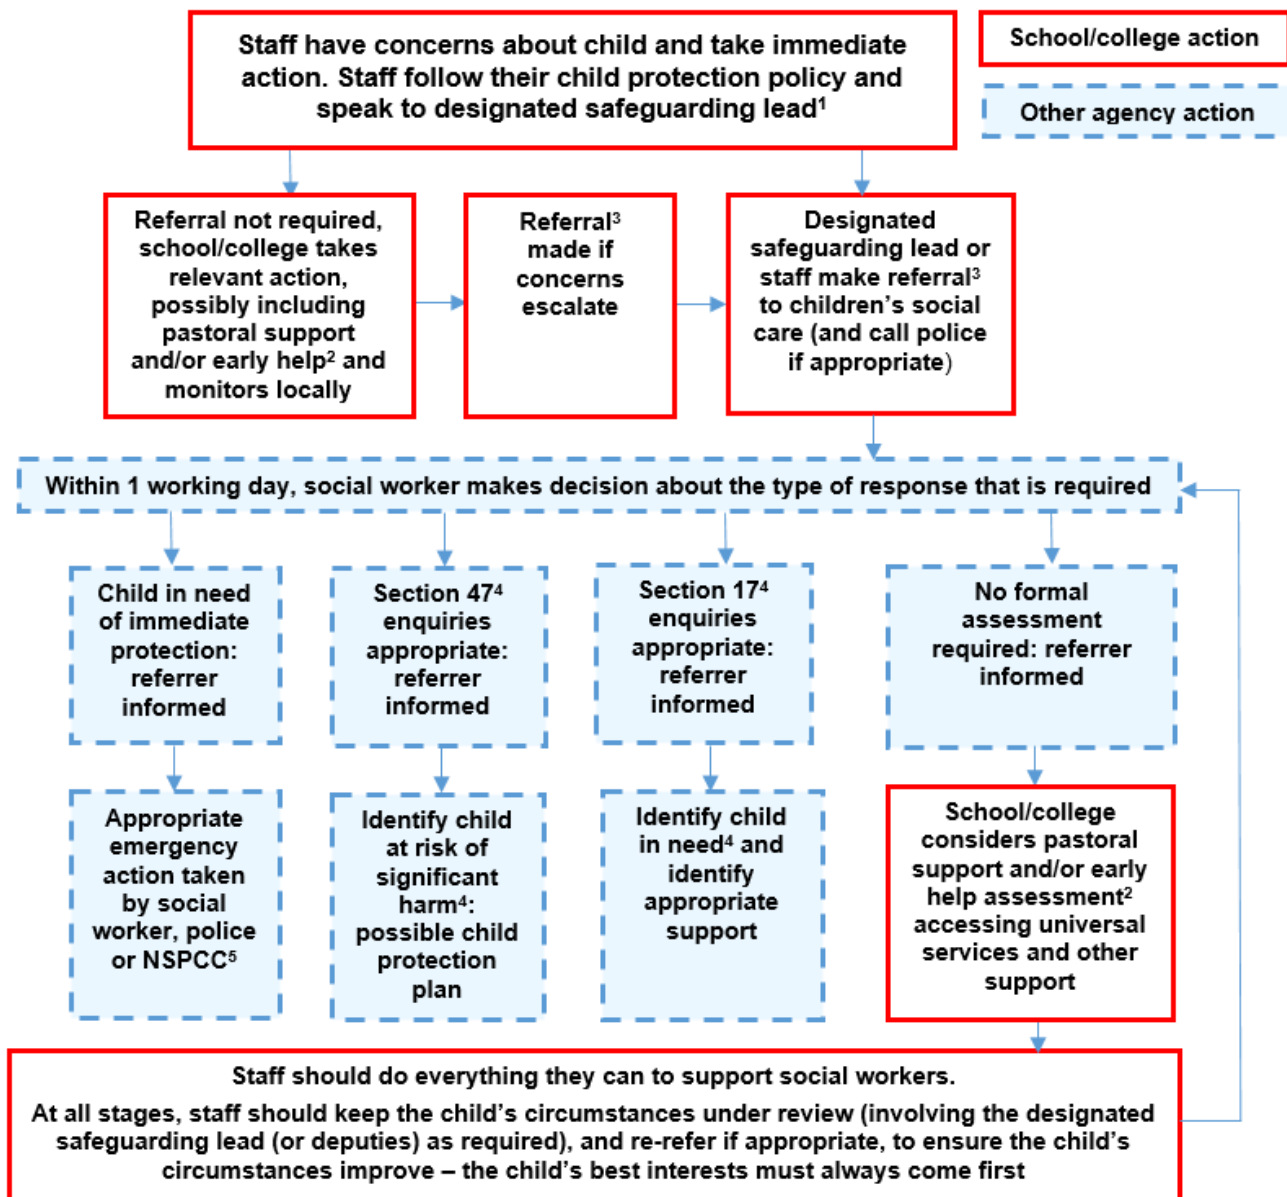 Staff have concerns about child and take immediate
action. Staff follow their child protection policy and
speak to designated safeguarding lead¹
School/college action
Other agency action
Referral not required,
school/college takes
relevant action,
possibly including
pastoral support
and/or early help² and
monitors locally
Referral³
made if
concerns
escalate
Designated
safeguarding lead or
staff make referral³
to children’s social
care (and call police
if appropriate)
Within 1 working day, social worker makes decision about the type of response that is required
Child in need
of immediate
protection:
referrer
informed
Section 47⁴
enquiries
appropriate:
referrer
informed
Section 17⁴
enquiries
appropriate:
referrer
informed
No formal
assessment
required: referrer
informed
Appropriate
emergency
action taken
by social
worker, police
or NSPCC⁵
Identify child
at risk of
significant
harm⁴:
possible child
protection
plan
Identify child
in need⁴ and
identify
appropriate
support
School/college
considers pastoral
support and/or early
help assessment²
accessing universal
services and other
support
Staff should do everything they can to support social workers.
At all stages, staff should keep the child’s circumstances under review (involving the designated
safeguarding lead (or deputies) as required), and re-refer if appropriate, to ensure the child’s
circumstances improve – the child’s best interests must always come first